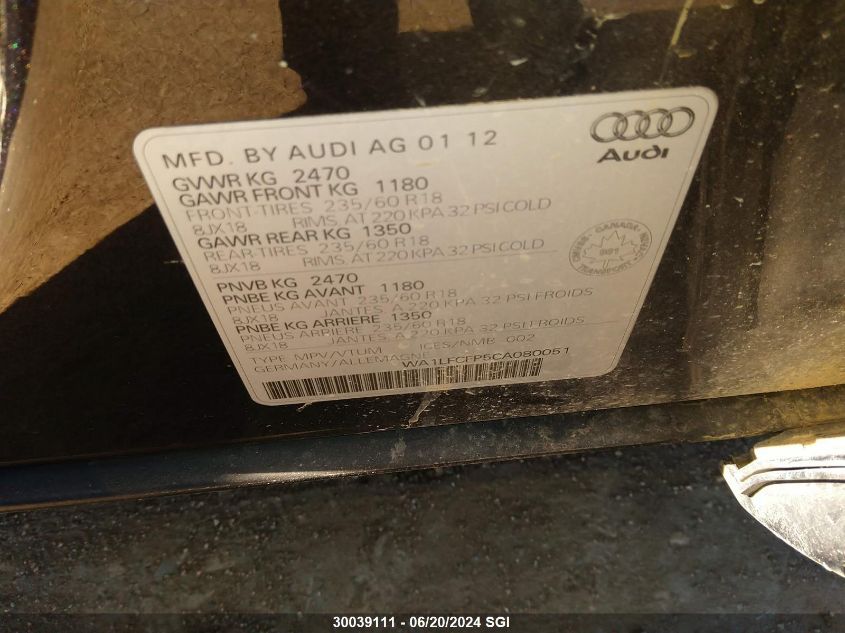 MFD. BY AUDI AG 01 12
Audi
GVWR KG 2470
GAWR FRONT KG 1180
FRONT-TIRES 235/60 R18
8JX18 RIMS, AT 220 KPA 32 PSI COLD
GAWR REAR KG 1350
REAR-TIRES 235/60 R18
8JX18 RIMS, AT 220 KPA 32 PSI COLD
CANADA
TRANSPORT
PNVB KG 2470
PNBE KG AVANT 1180
PNEUS AVANT 235/60 R18
8JX18 JANTES, A 220 KPA 32 PSI FROIDS
PNBE KG ARRIERE 1350
PNEUS ARRIERE 235/60 R18
8JX18 JANTES, A 220 KPA 32 PSI FROIDS
TYPE MPV/VTUM ICES/NMB-002
GERMANY/ALLEMAGNE WA1LFCFP5CA080051
30039111 — 06/20/2024 SGI